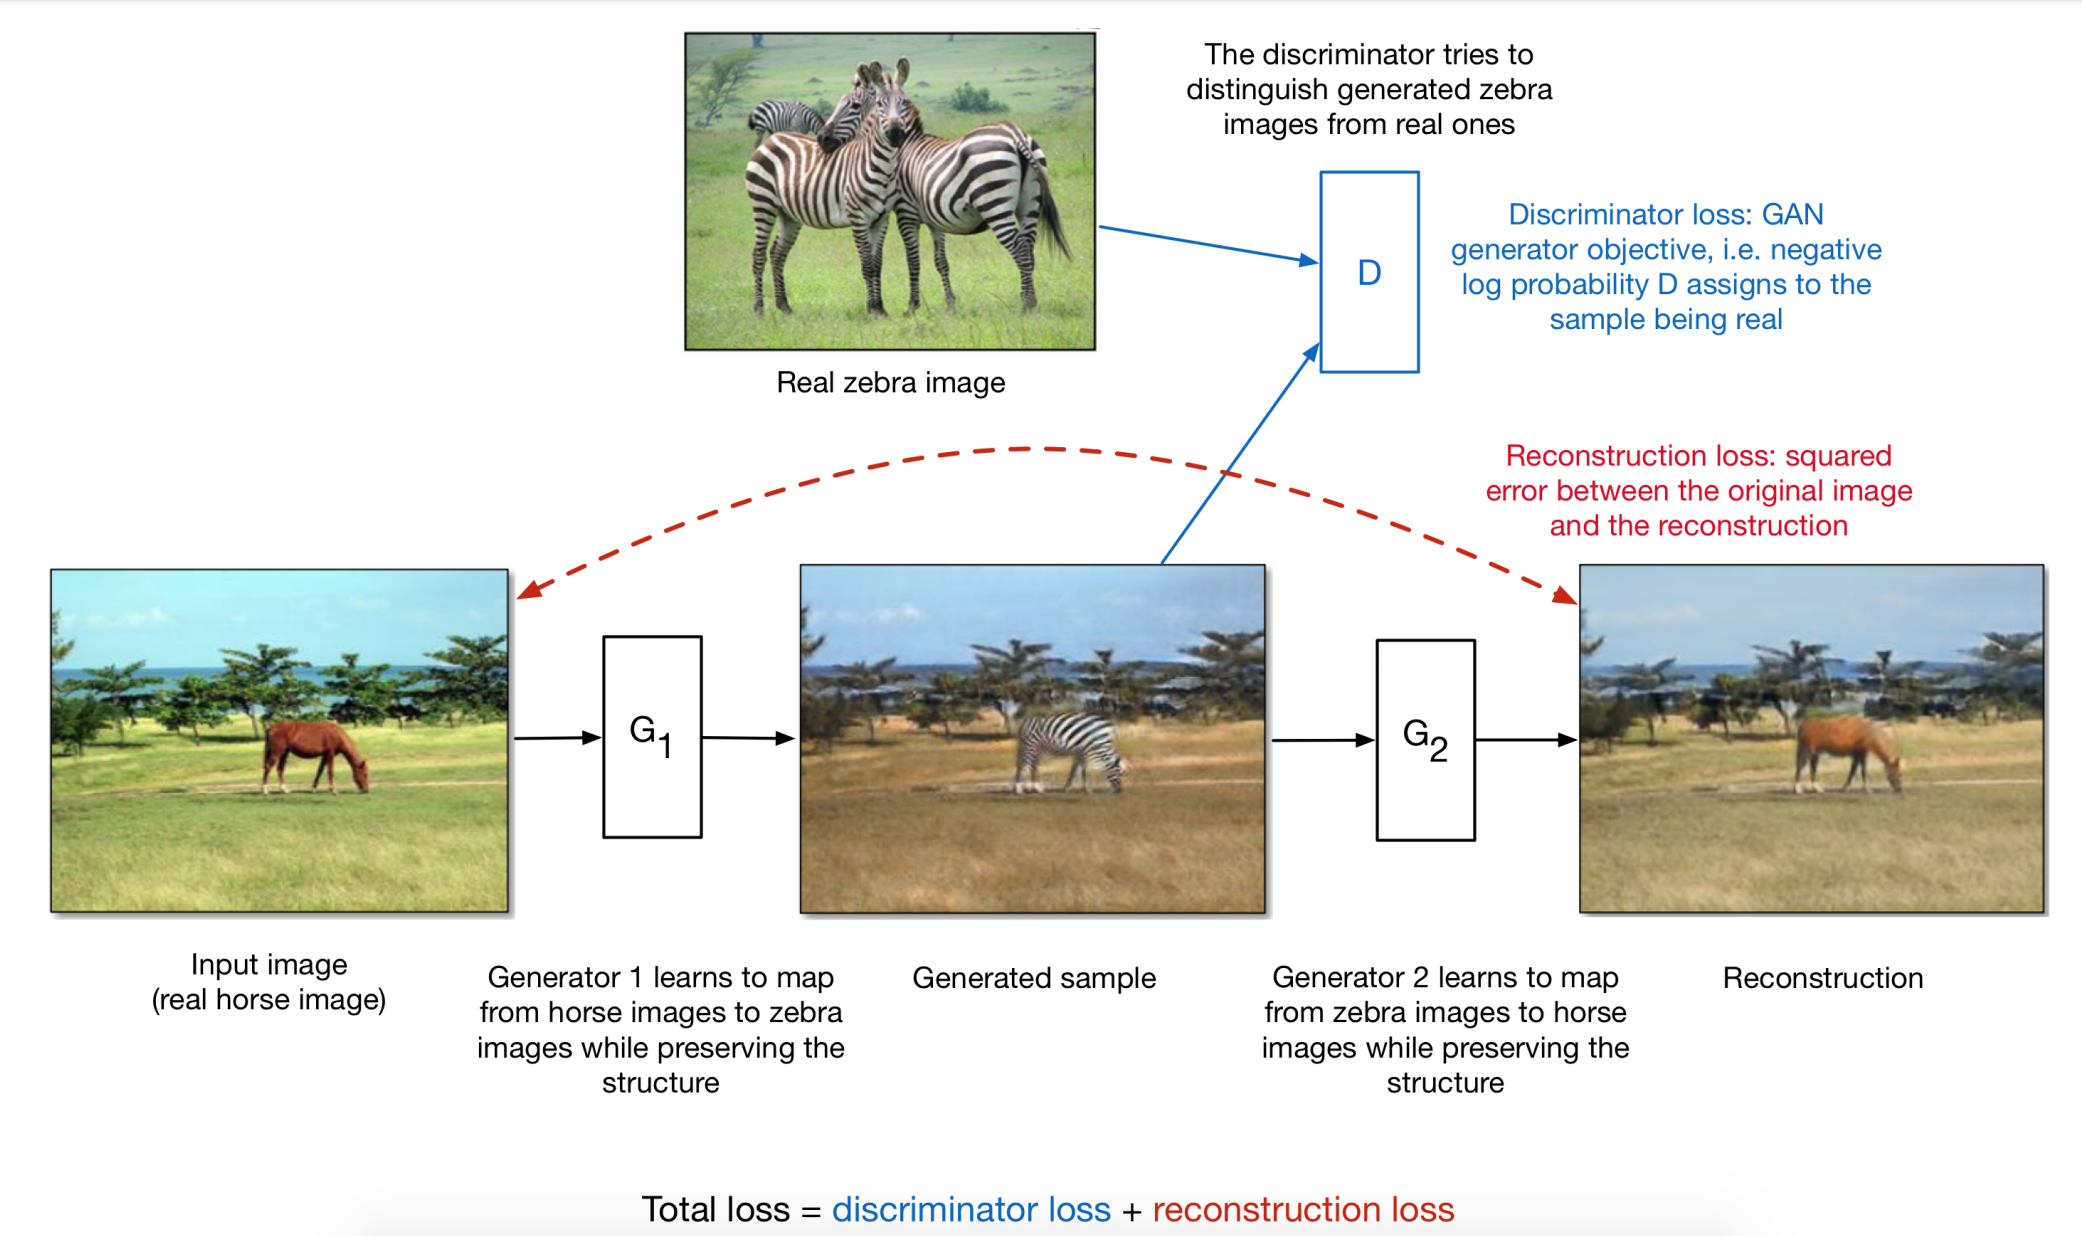 The discriminator tries to
distinguish generated zebra
images from real ones
D
Discriminator loss: GAN
generator objective, i.e. negative
log probability D assigns to the
sample being real
Real zebra image
Reconstruction loss: squared
error between the original image
and the reconstruction
G1
G2
Input image
(real horse image)
Generator 1 learns to map
from horse images to zebra
images while preserving the
structure
Generated sample
Generator 2 learns to map
from zebra images to horse
images while preserving the
structure
Reconstruction
Total loss = discriminator loss + reconstruction loss